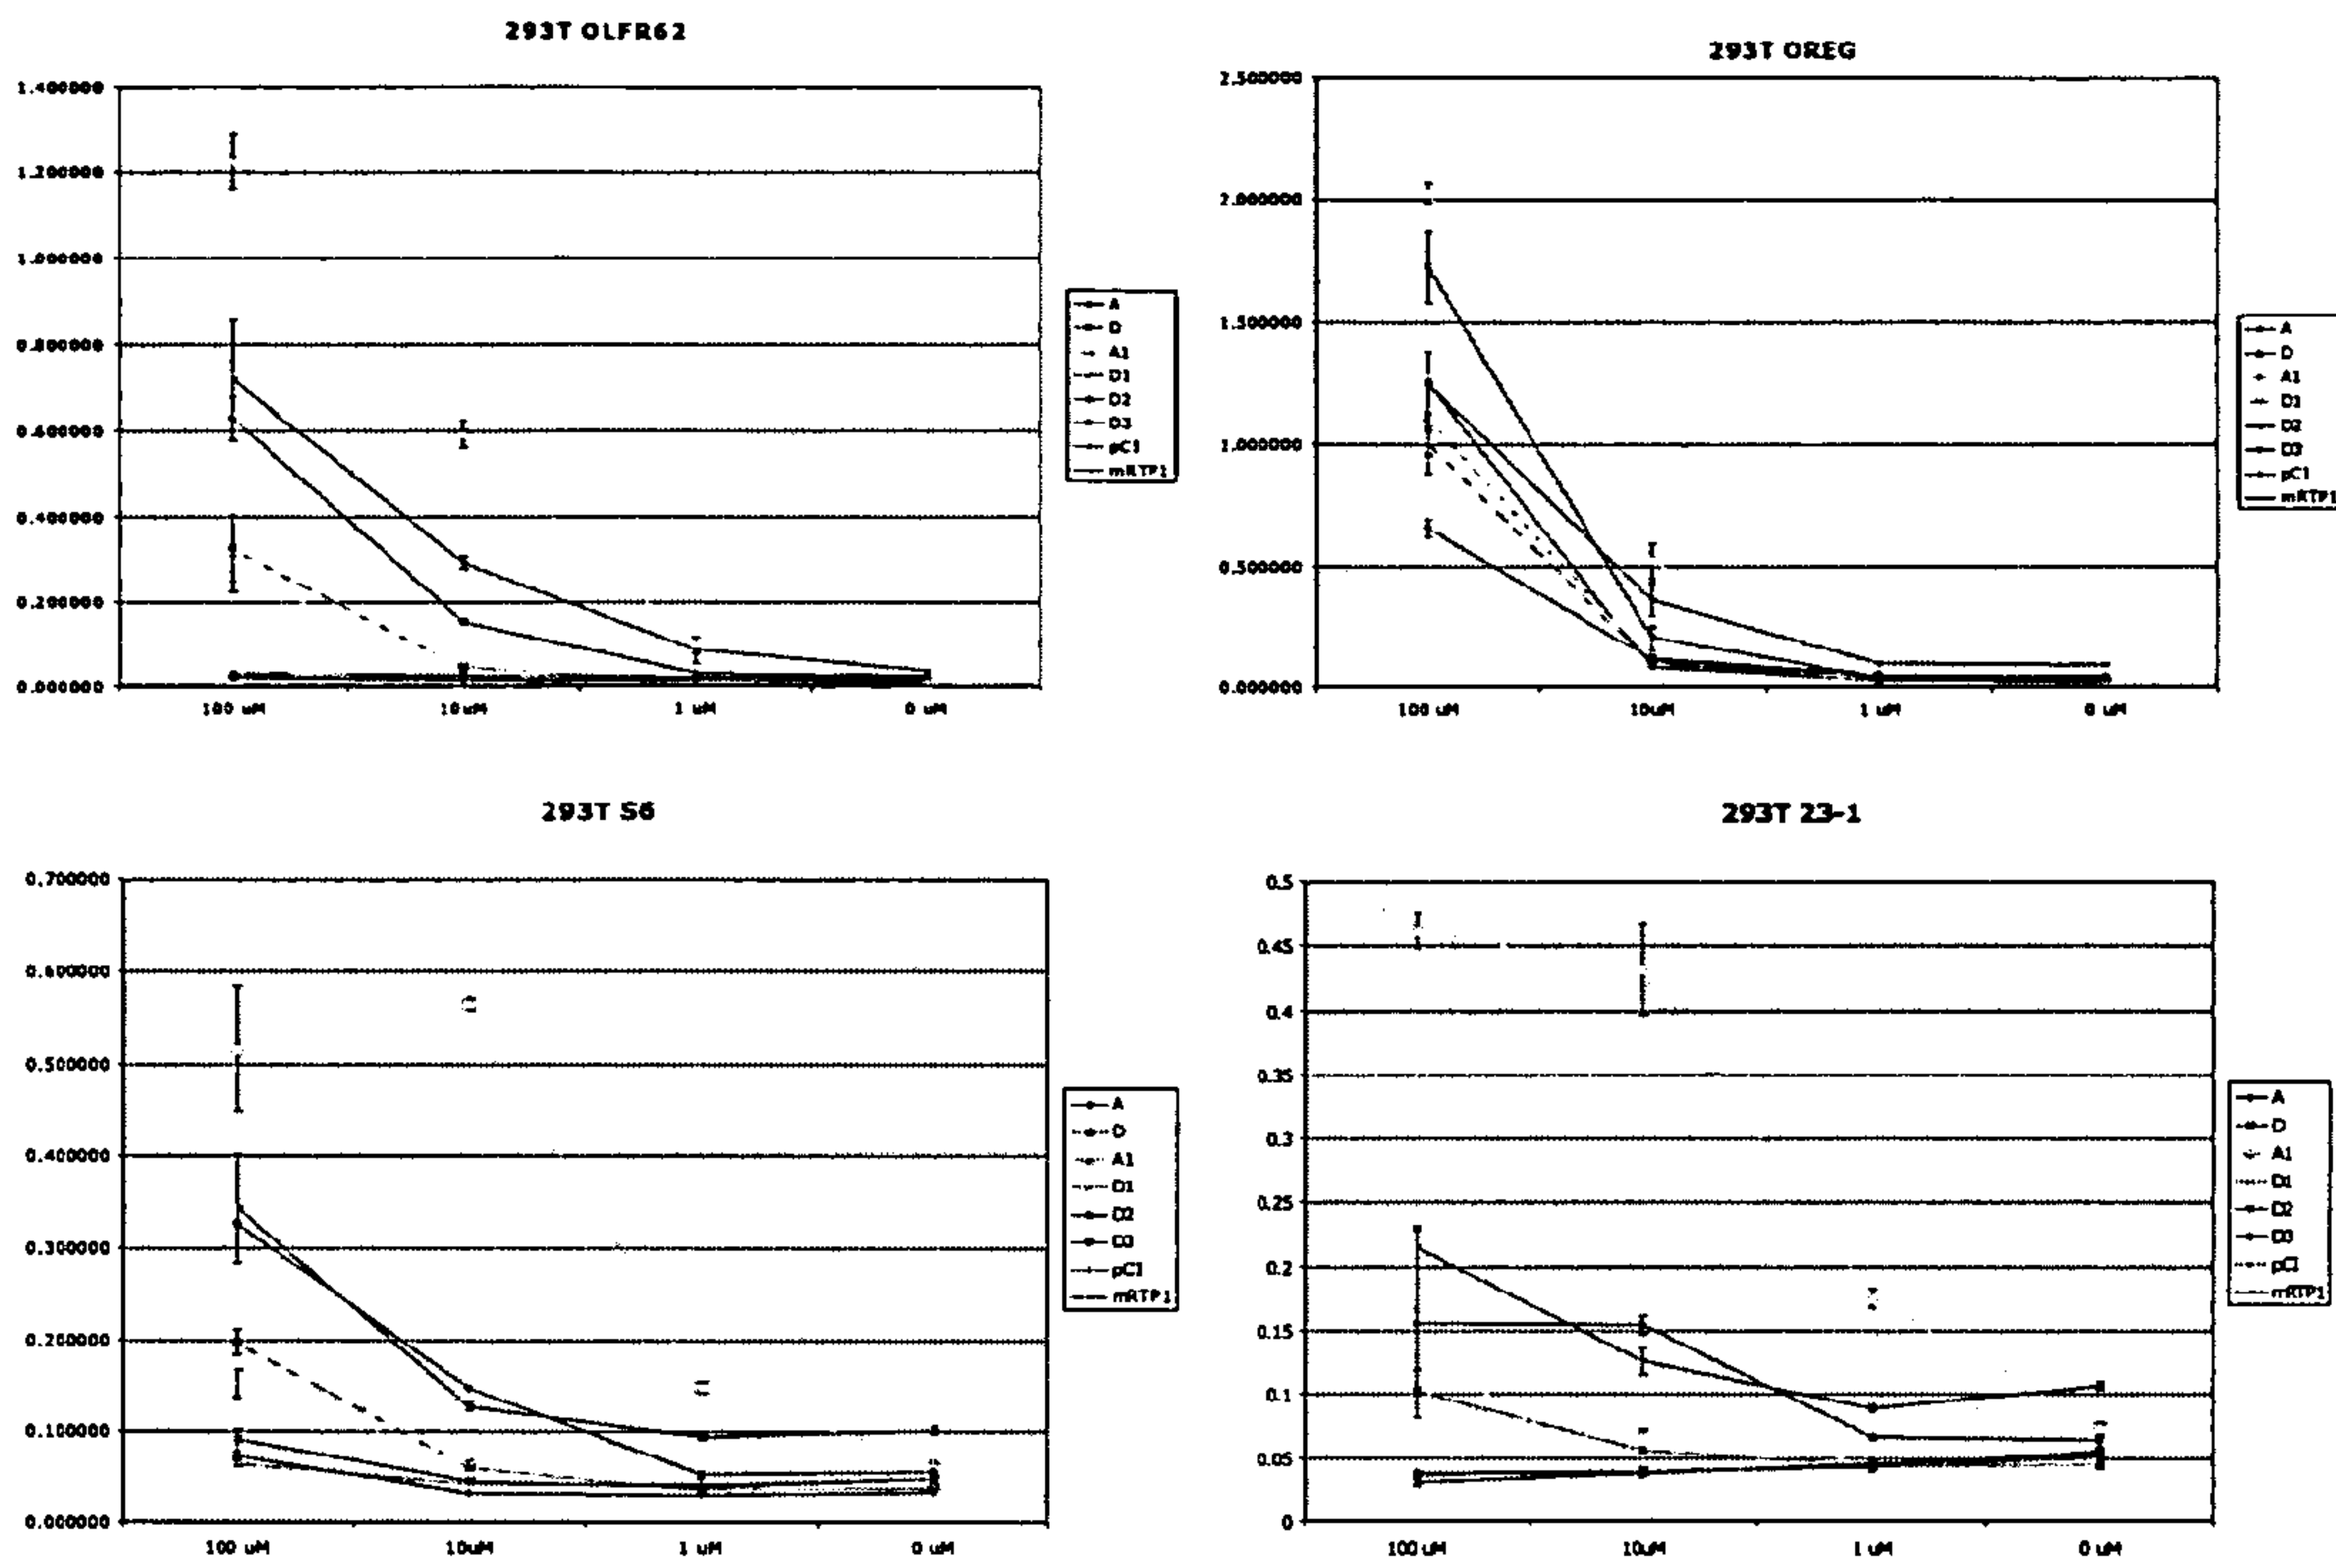 293T OLFR62
1.400000
1.200000
1.000000
0.800000
0.600000
0.400000
0.200000
0.000000
100 uM 10uM 1 uM 0 uM
A
D
A1
D1
D2
D3
pCI
mRTP1
293T OREG
2.500000
2.000000
1.500000
1.000000
0.500000
0.000000
100 uM 10uM 1 uM 0 uM
A
D
A1
D1
D2
D3
pCI
mRTP1
293T S6
0.700000
0.600000
0.500000
0.400000
0.300000
0.200000
0.100000
0.000000
100 uM 10uM 1 uM 0 uM
A
D
A1
D1
D2
D3
pCI
mRTP1
293T 23-1
0.5
0.45
0.4
0.35
0.3
0.25
0.2
0.15
0.1
0.05
0
100 uM 10uM 1 uM 0 uM
A
D
A1
D1
D2
D3
pCI
mRTP1